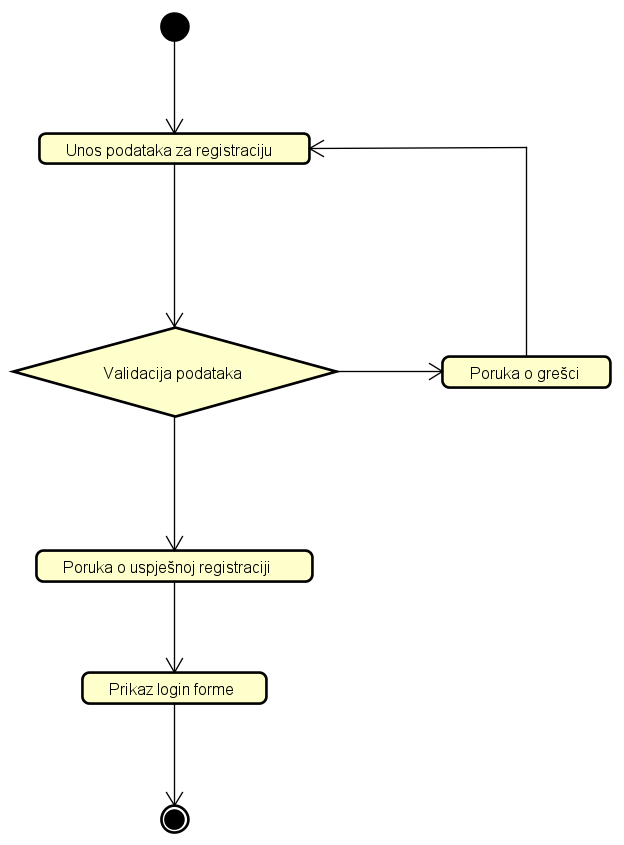 Unos podataka za registraciju
Validacija podataka
Poruka o grešci
Poruka o uspješnoj registraciji
Prikaz login forme